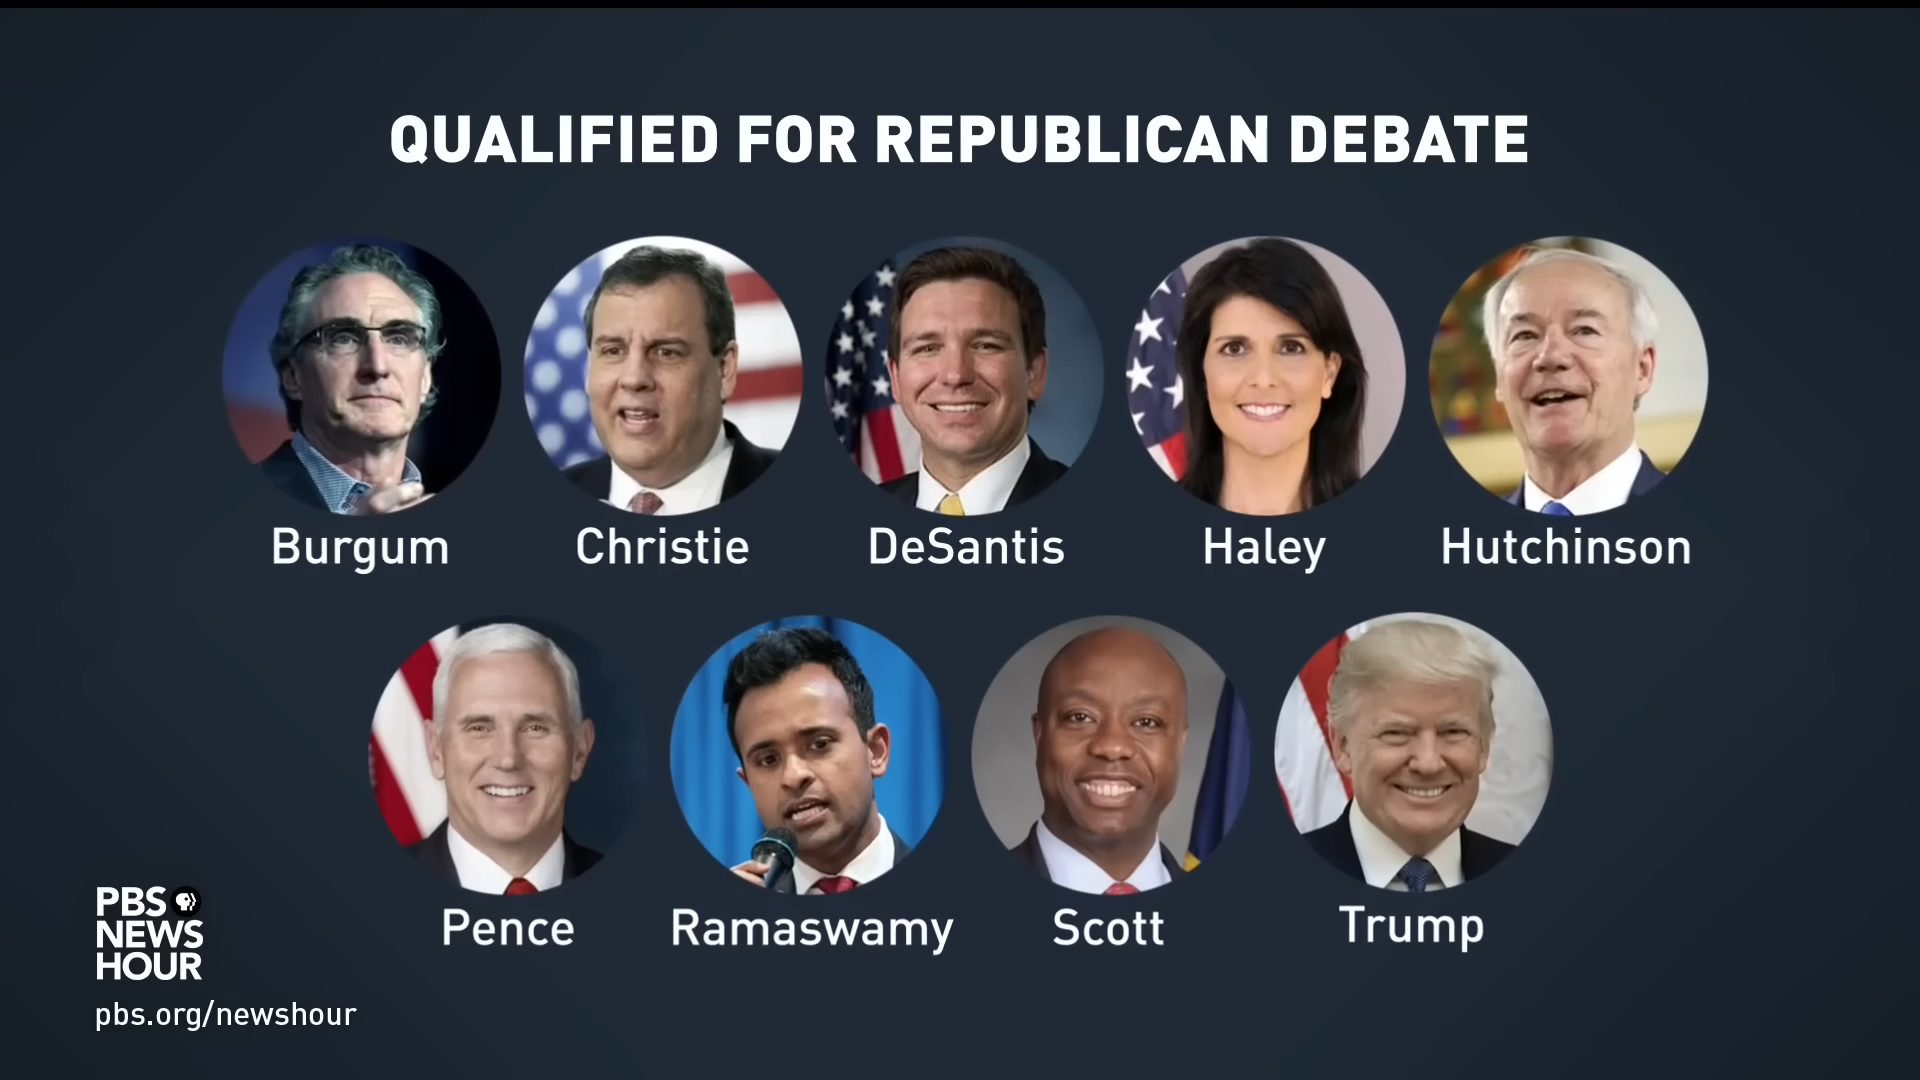 QUALIFIED FOR REPUBLICAN DEBATE
Burgum
Christie
DeSantis
Haley
Hutchinson
Pence
Ramaswamy
Scott
Trump
PBS
NEWS
HOUR
pbs.org/newshour